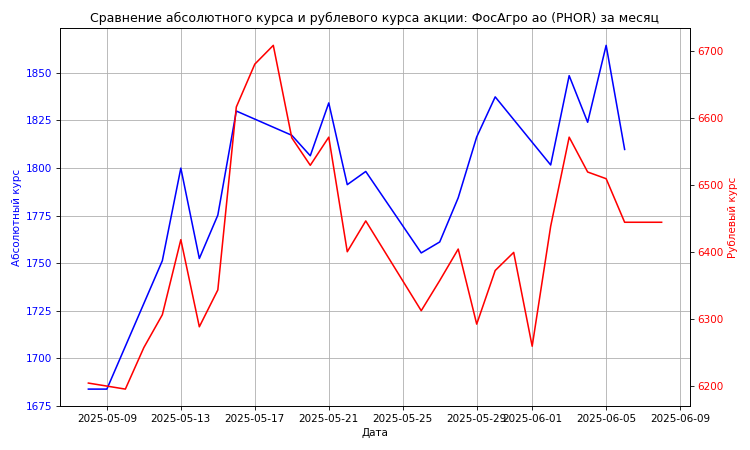 Сравнение абсолютного курса и рублевого курса акции: ФосАгро ао (PHOR) за месяц
Абсолютный курс
1850
1825
1800
1775
1750
1725
1700
1675
6700
6600
6500
6400
6300
6200
Рублевый курс
2025-05-09 2025-05-13 2025-05-17 2025-05-21 2025-05-25 2025-05-29 2025-06-01 2025-06-05 2025-06-09
Дата